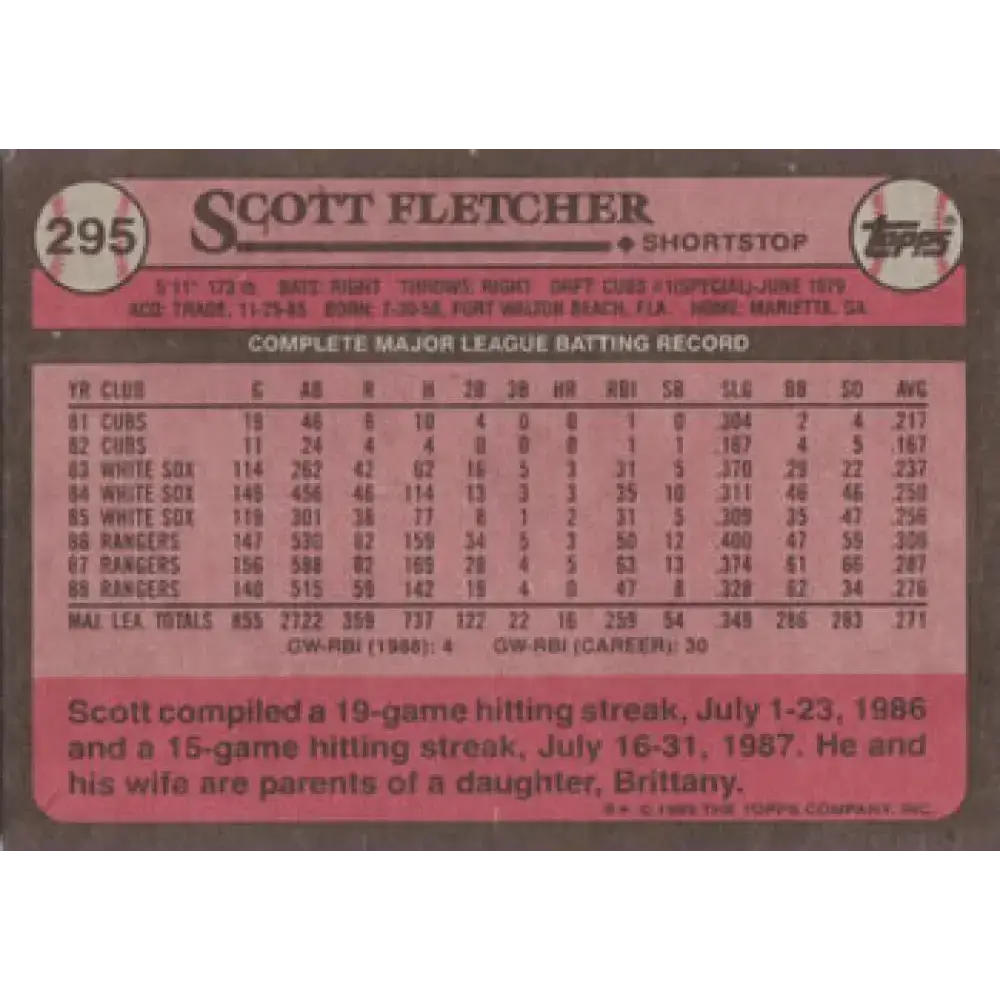 295
SCOTT FLETCHER
SHORTSTOP
TOPPS
5'11" 173 lb BATS: RIGHT THROWS: RIGHT DRFT: CUBS #1(SPECIAL)-JUNE 1979
ACQ: TRADE, 11-25-85 BORN: 7-30-58, FORT WALTON BEACH, FLA. HOME: MARIETTA, GA.
COMPLETE MAJOR LEAGUE BATTING RECORD
YR CLUB G AB R H 2B 3B HR RBI SB SLG BB SO AVG
81 CUBS 19 46 6 10 4 0 0 1 0 .304 2 4 .217
82 CUBS 11 24 4 4 0 0 0 1 1 .167 4 5 .167
83 WHITE SOX 114 262 42 62 16 5 3 31 5 .370 29 22 .237
84 WHITE SOX 149 456 46 114 13 3 3 35 10 .311 46 46 .250
85 WHITE SOX 119 301 38 77 8 1 2 31 5 .309 35 47 .256
86 RANGERS 147 530 82 159 34 5 3 50 12 .400 47 59 .300
87 RANGERS 156 588 82 169 28 4 5 63 13 .374 61 66 .287
88 RANGERS 140 515 59 142 19 4 0 47 8 .328 62 34 .276
MAJ. LEA. TOTALS 855 2722 359 737 122 22 16 259 54 .349 286 283 .271
GW-RBI (1988): 4 GW-RBI (CAREER): 30
Scott compiled a 19-game hitting streak, July 1-23, 1986
and a 15-game hitting streak, July 16-31, 1987. He and
his wife are parents of a daughter, Brittany.
© 1989 THE TOPPS COMPANY, INC.